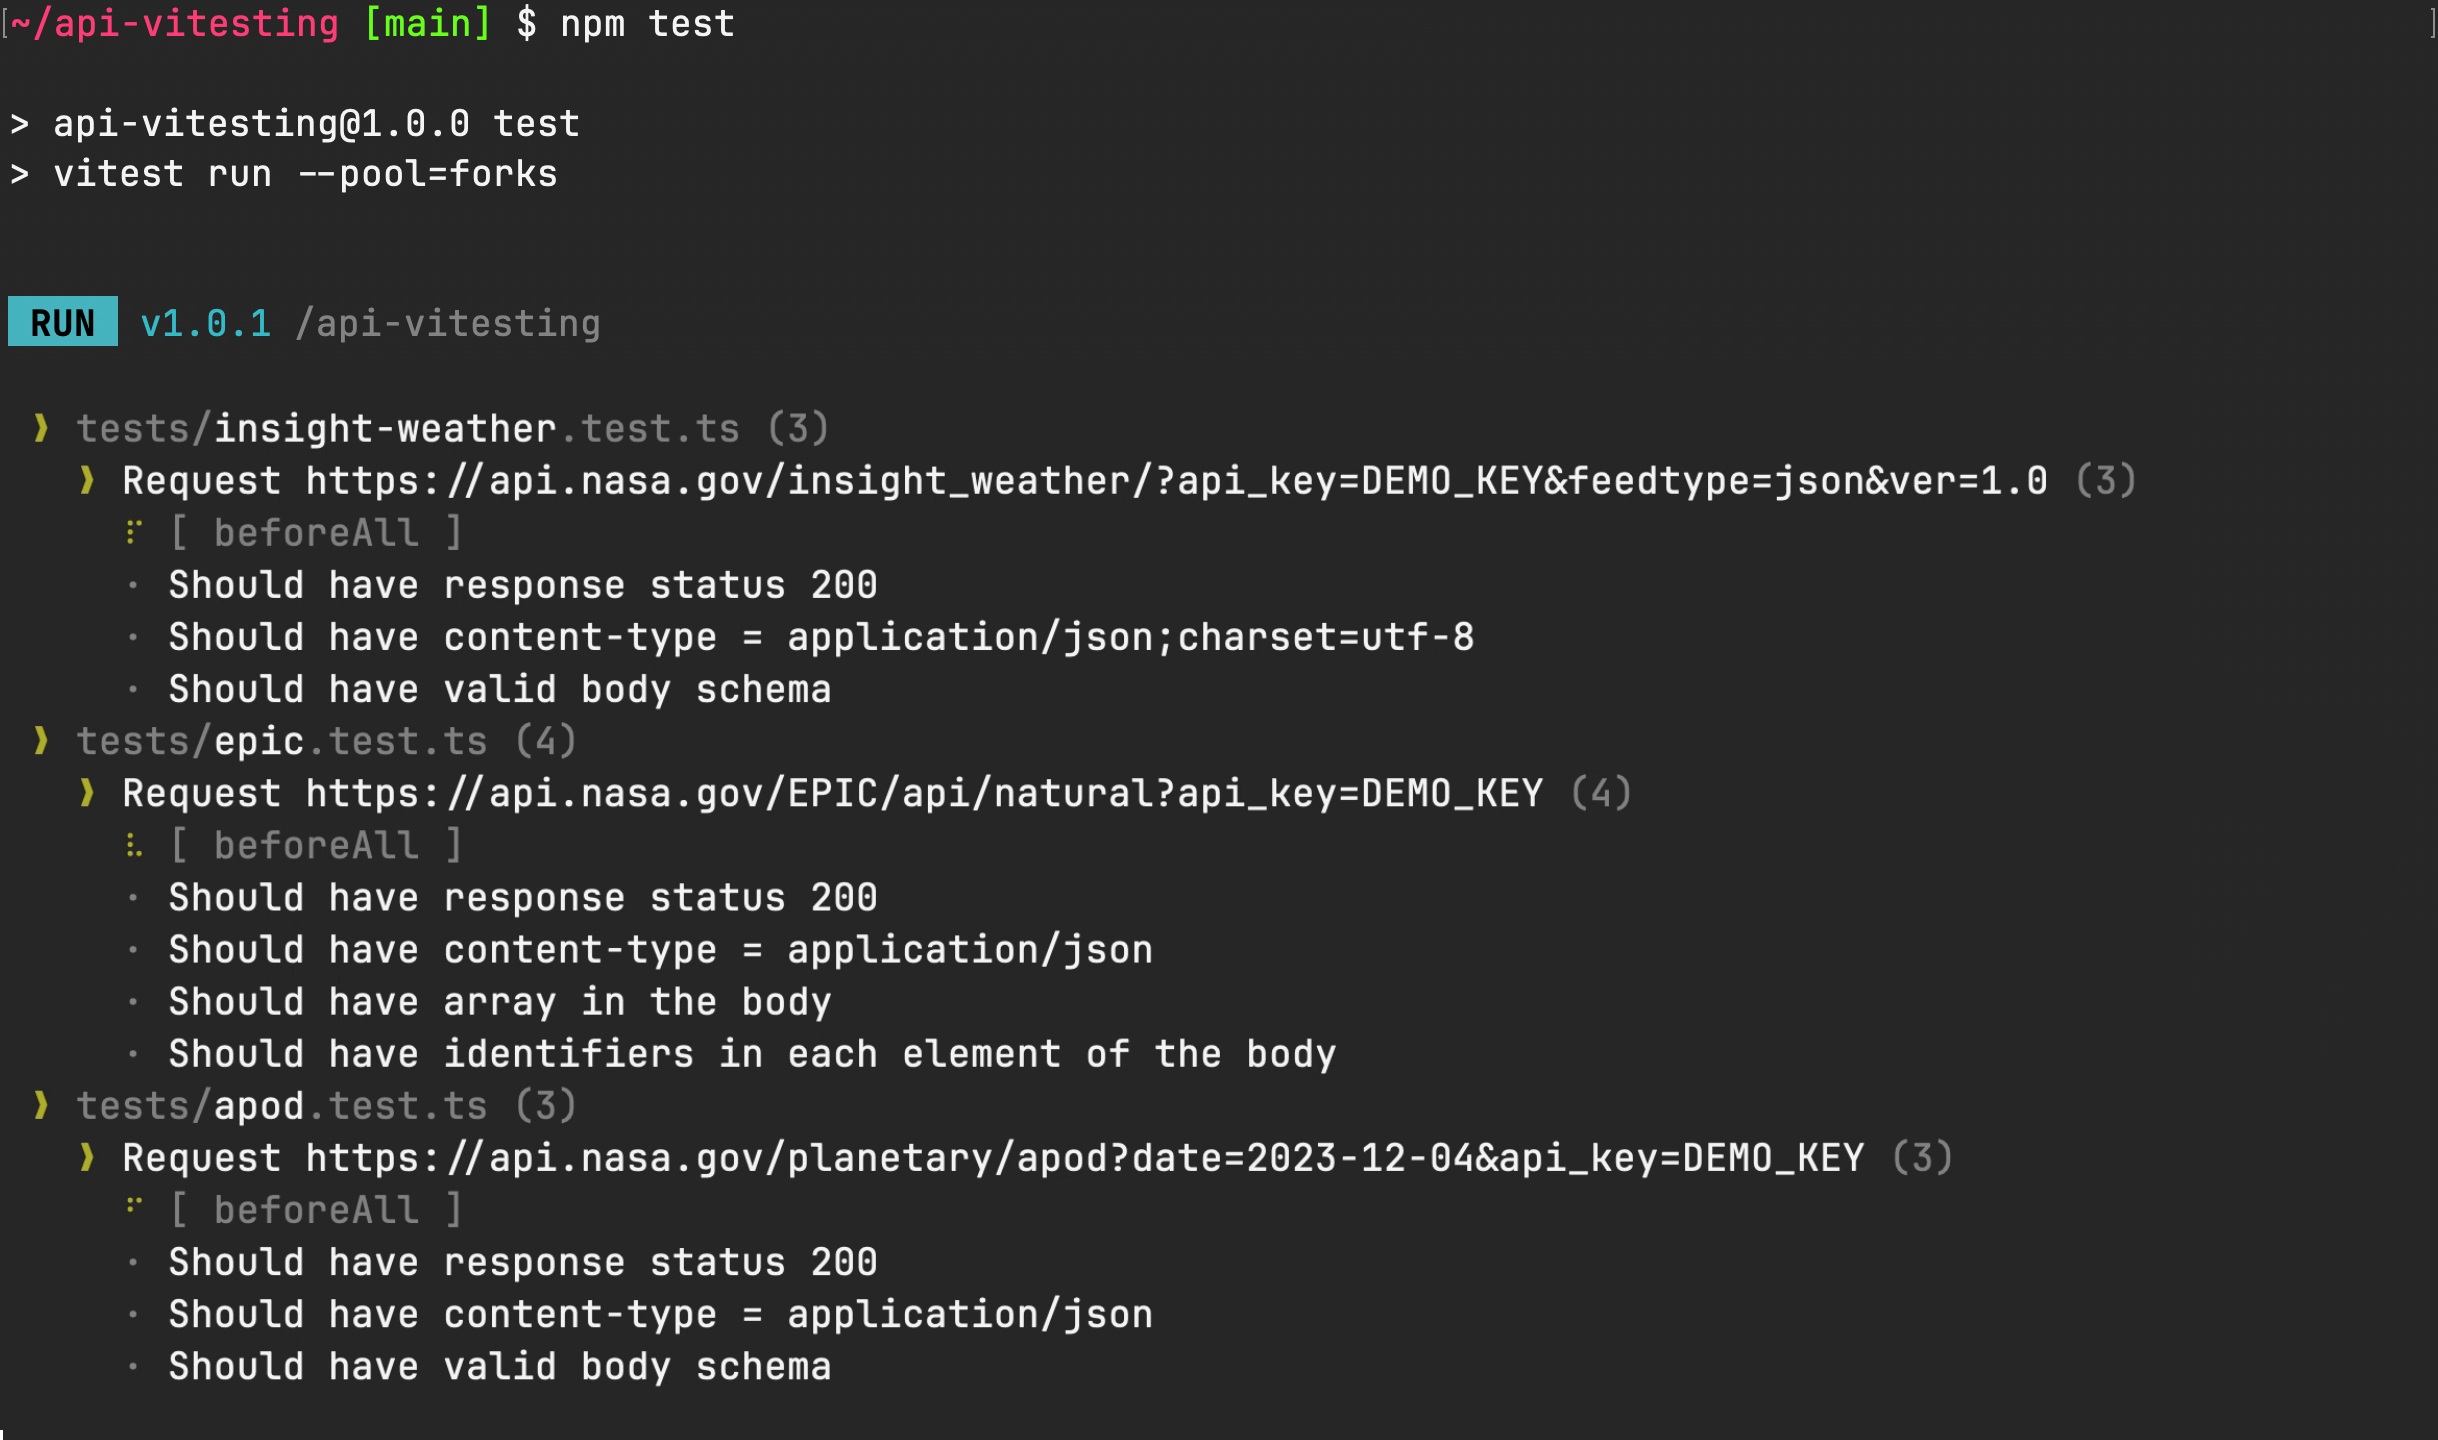 [~/api-vitesting [main] $ npm test ]
> api-vitesting@1.0.0 test
> vitest run --pool=forks
RUN v1.0.1 /api-vitesting
❯ tests/insight-weather.test.ts (3)
❯ Request https://api.nasa.gov/insight_weather/?api_key=DEMO_KEY&feedtype=json&ver=1.0 (3)
⠏ [ beforeAll ]
· Should have response status 200
· Should have content-type = application/json;charset=utf-8
· Should have valid body schema
❯ tests/epic.test.ts (4)
❯ Request https://api.nasa.gov/EPIC/api/natural?api_key=DEMO_KEY (4)
⣇ [ beforeAll ]
· Should have response status 200
· Should have content-type = application/json
· Should have array in the body
· Should have identifiers in each element of the body
❯ tests/apod.test.ts (3)
❯ Request https://api.nasa.gov/planetary/apod?date=2023-12-04&api_key=DEMO_KEY (3)
⠋ [ beforeAll ]
· Should have response status 200
· Should have content-type = application/json
· Should have valid body schema